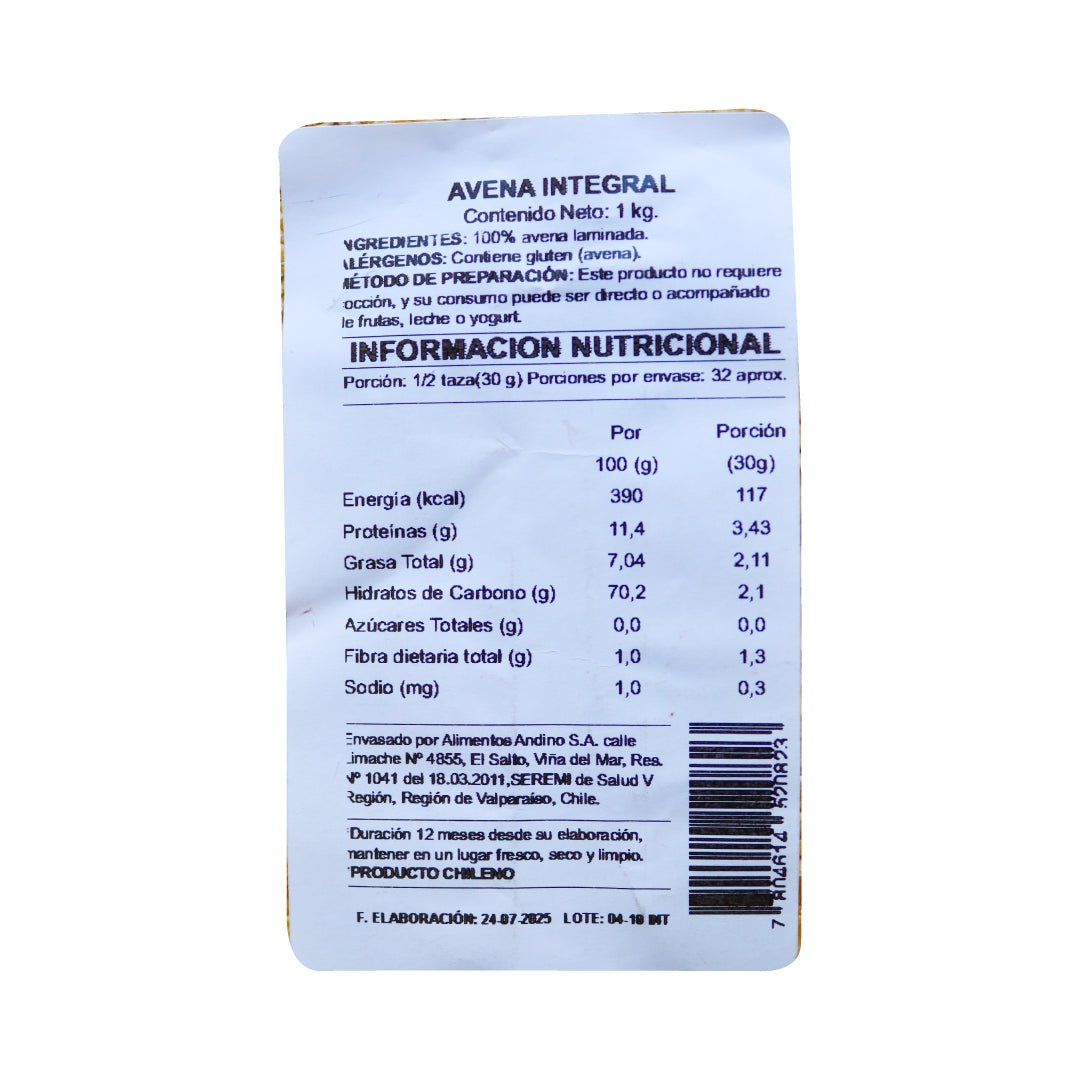 AVENA INTEGRAL
Contenido Neto: 1 kg.
NGREDIENTES: 100% avena laminada.
ALÉRGENOS: Contiene gluten (avena).
MÉTODO DE PREPARACIÓN: Este producto no requiere
cocción, y su consumo puede ser directo o acompañado
de frutas, leche o yogurt.
INFORMACION NUTRICIONAL
Porción: 1/2 taza(30 g) Porciones por envase: 32 aprox.
Por Porción
100 (g) (30g)
Energía (kcal) 390 117
Proteínas (g) 11,4 3,43
Grasa Total (g) 7,04 2,11
Hidratos de Carbono (g) 70,2 2,1
Azúcares Totales (g) 0,0 0,0
Fibra dietaria total (g) 1,0 1,3
Sodio (mg) 1,0 0,3
Envasado por Alimentos Andino S.A. calle
Limache Nº 4855, El Salto, Viña del Mar, Res.
Nº 1041 del 18.03.2011,SEREMI de Salud V
Región, Región de Valparaíso, Chile.
*Duración 12 meses desde su elaboración,
mantener en un lugar fresco, seco y limpio.
*PRODUCTO CHILENO
F. ELABORACIÓN: 24-07-2025 LOTE: 04-10
7 804614 520823